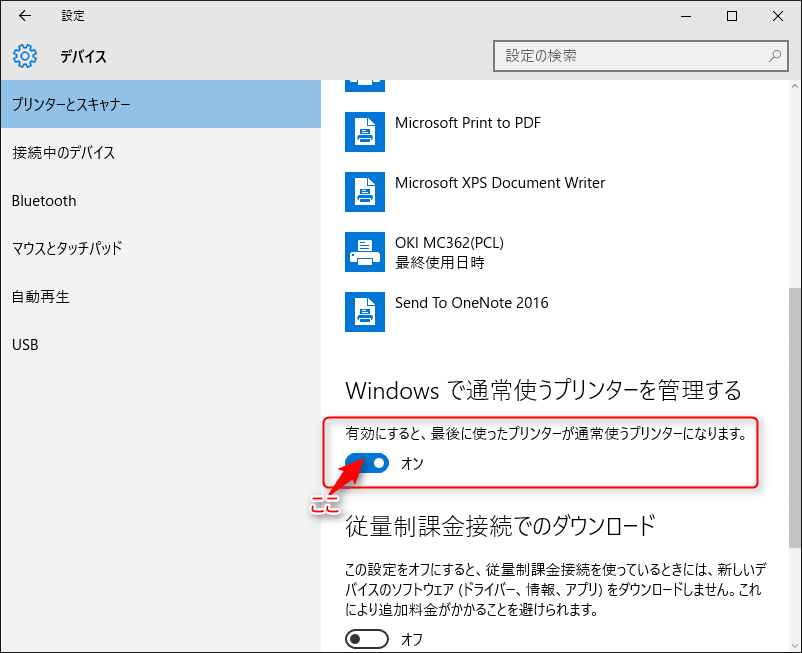 設定
デバイス
設定の検索
プリンターとスキャナー
接続中のデバイス
Bluetooth
マウスとタッチパッド
自動再生
USB
Microsoft Print to PDF
Microsoft XPS Document Writer
OKI MC362(PCL)
最終使用日時
Send To OneNote 2016
Windows で通常使うプリンターを管理する
有効にすると、最後に使ったプリンターが通常使うプリンターになります。
オン
ここ
従量制課金接続でのダウンロード
この設定をオフにすると、従量制課金接続を使っているときには、新しいデ
バイスのソフトウェア (ドライバー、情報、アプリ) をダウンロードしません。これ
により追加料金がかかることを避けられます。
オフ